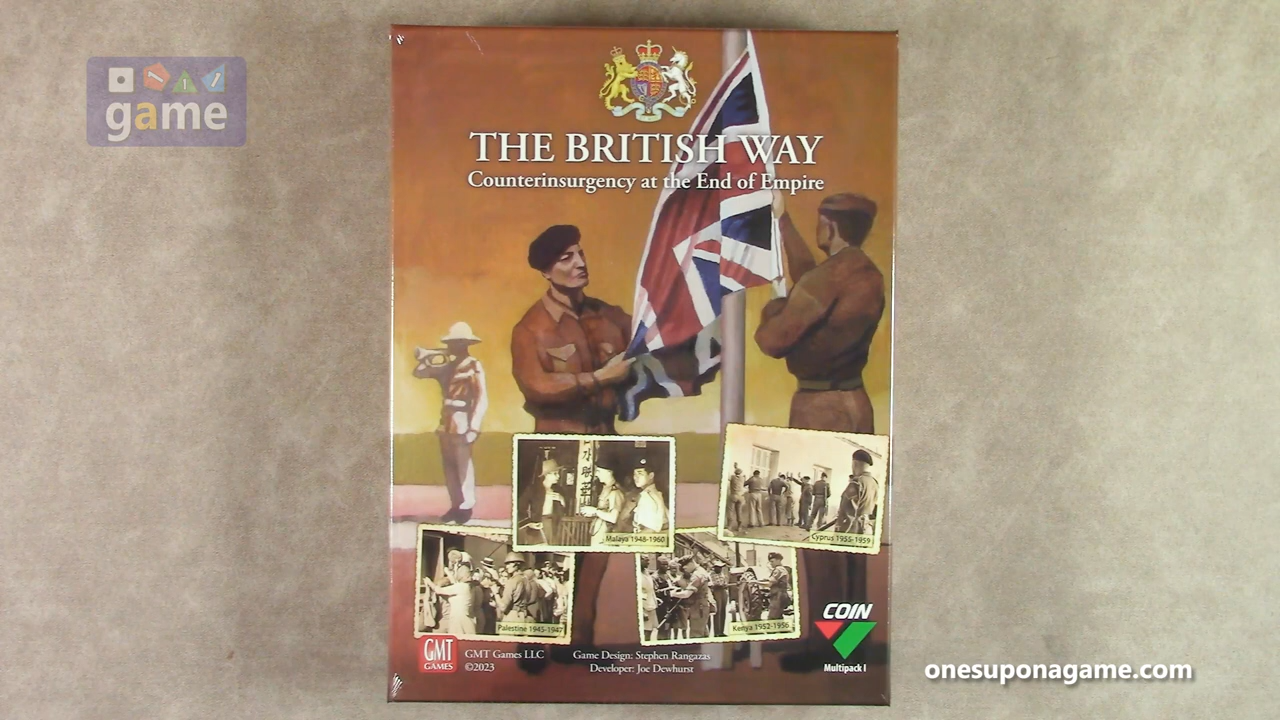 game
THE BRITISH WAY
Counterinsurgency at the End of Empire
Malaya 1948-1960
Cyprus 1955-1959
Palestine 1945-1947
Kenya 1952-1956
COIN
Multipack I
GMT
GAMES
GMT Games LLC
©2023
Game Design: Stephen Rangazas
Developer: Joe Dewhurst
onesuponagame.com